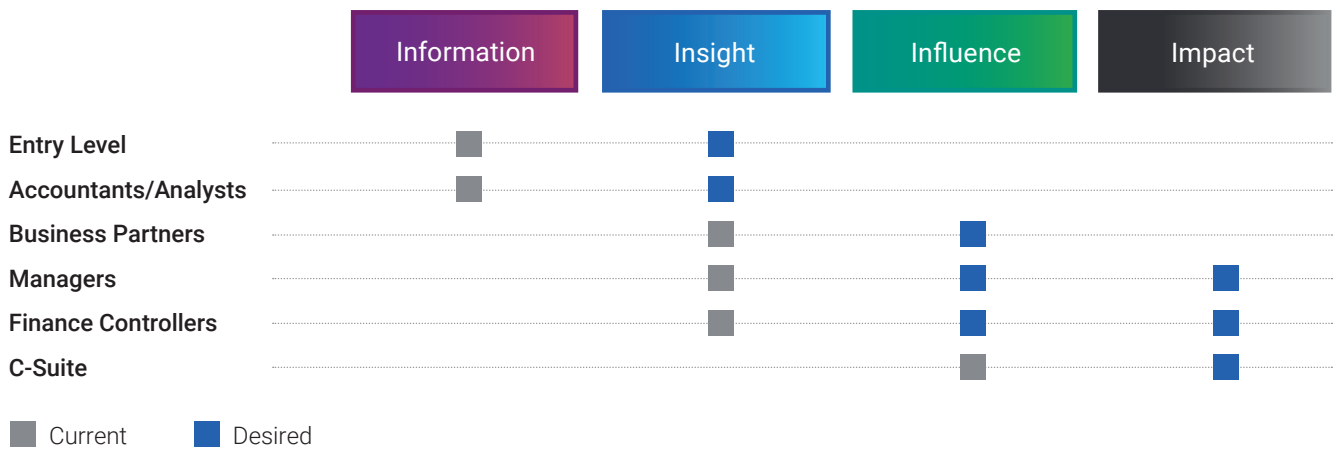 Information Insight Influence Impact
Entry Level
Accountants/Analysts
Business Partners
Managers
Finance Controllers
C-Suite
Current Desired